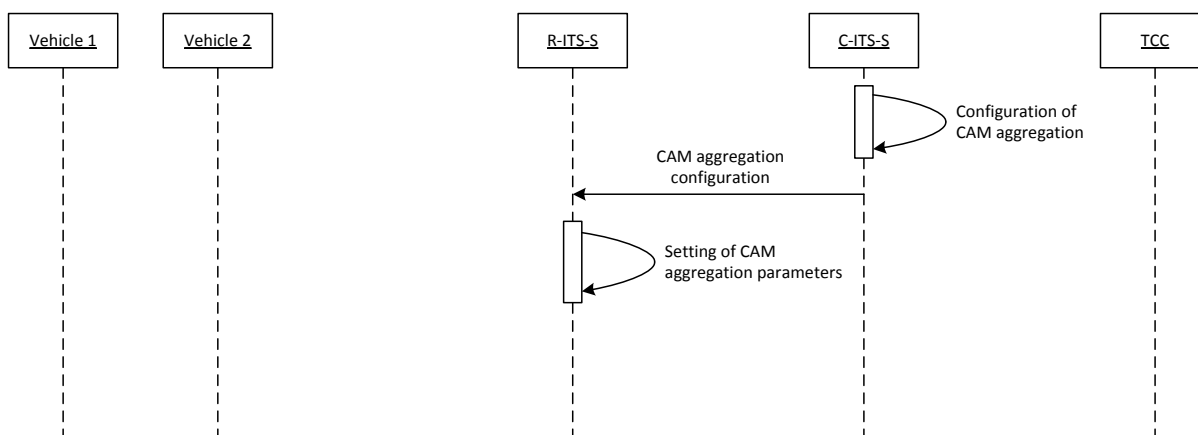 Vehicle 1
Vehicle 2
R-ITS-S
C-ITS-S
TCC
Configuration of
CAM aggregation
CAM aggregation
configuration
Setting of CAM
aggregation parameters